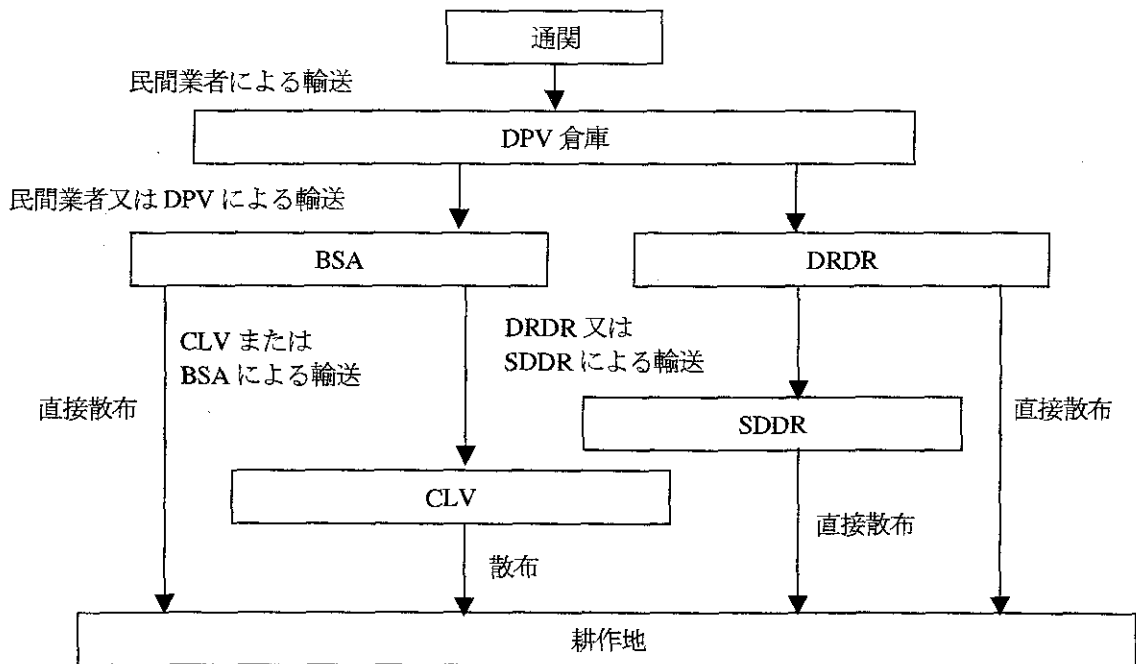 通関
民間業者による輸送
DPV 倉庫
民間業者又は DPV による輸送
BSA
DRDR
CLV または
BSA による輸送
DRDR 又は
SDDR による輸送
直接散布
SDDR
直接散布
CLV
直接散布
散布
耕作地